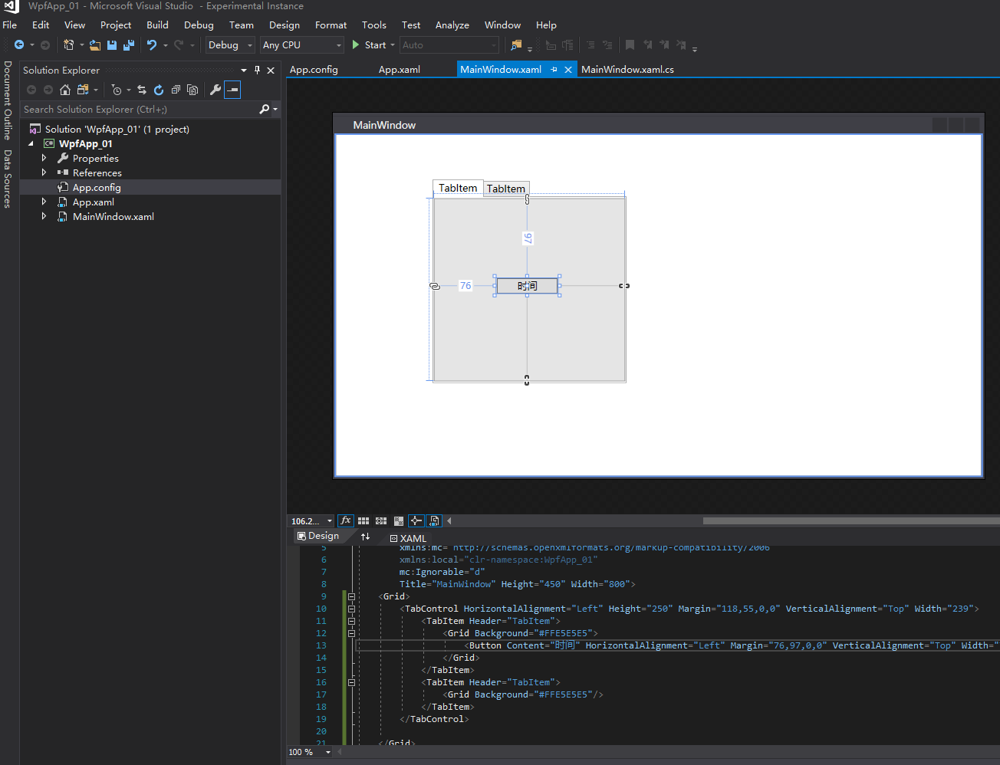 WpfApp_01 - Microsoft Visual Studio - Experimental Instance
File Edit View Project Build Debug Team Design Format Tools Test Analyze Window Help
Debug Any CPU Start Auto
Document Outline
Data Sources
Solution Explorer
Search Solution Explorer (Ctrl+;)
Solution 'WpfApp_01' (1 project)
C# WpfApp_01
Properties
References
App.config
App.xaml
MainWindow.xaml
App.config App.xaml MainWindow.xaml MainWindow.xaml.cs
MainWindow
TabItem TabItem
97
76 时间
106.2... fx
Design XAML
5 xmlns:mc="http://schemas.openxmlformats.org/markup-compatibility/2006
6 xmlns:local="clr-namespace:WpfApp_01"
7 mc:Ignorable="d"
8 Title="MainWindow" Height="450" Width="800">
9 <Grid>
10 <TabControl HorizontalAlignment="Left" Height="250" Margin="118,55,0,0" VerticalAlignment="Top" Width="239">
11 <TabItem Header="TabItem">
12 <Grid Background="#FFE5E5E5">
13 <Button Content="时间" HorizontalAlignment="Left" Margin="76,97,0,0" VerticalAlignment="Top" Width="
14 </Grid>
15 </TabItem>
16 <TabItem Header="TabItem">
17 <Grid Background="#FFE5E5E5"/>
18 </TabItem>
19 </TabControl>
20
21 </Grid>
100 %